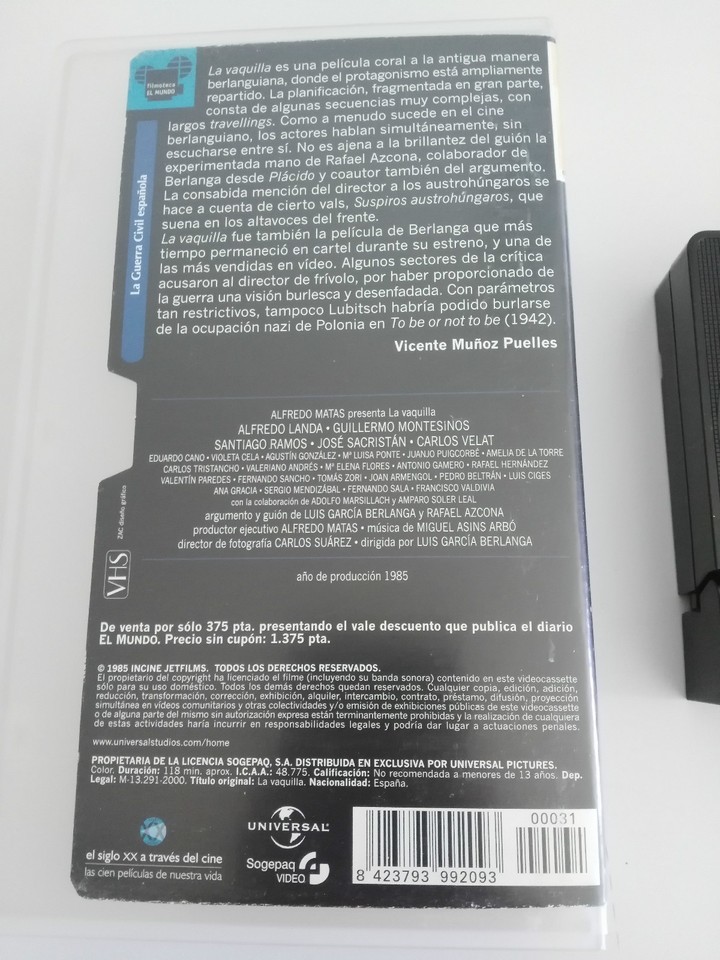 filmoteca
EL MUNDO
La Guerra Civil española
La vaquilla es una película coral a la antigua manera
berlanguiana, donde el protagonismo está ampliamente
repartido. La planificación, fragmentada en gran parte,
consta de algunas secuencias muy complejas, con
largos travellings. Como a menudo sucede en el cine
berlanguiano, los actores hablan simultáneamente, sin
escucharse entre sí. No es ajena a la brillantez del guión la
experimentada mano de Rafael Azcona, colaborador de
Berlanga desde Plácido y coautor también del argumento.
La consabida mención del director a los austrohúngaros se
hace a cuenta de cierto vals, Suspiros austrohúngaros, que
suena en los altavoces del frente.
La vaquilla fue también la película de Berlanga que más
tiempo permaneció en cartel durante su estreno, y una de
las más vendidas en vídeo. Algunos sectores de la crítica
acusaron al director de frívolo, por haber proporcionado de
la guerra una visión burlesca y desenfadada. Con parámetros
tan restrictivos, tampoco Lubitsch habría podido burlarse
de la ocupación nazi de Polonia en To be or not to be (1942).
Vicente Muñoz Puelles
ALFREDO MATAS presenta La vaquilla
ALFREDO LANDA • GUILLERMO MONTESINOS
SANTIAGO RAMOS • JOSÉ SACRISTÁN • CARLOS VELAT
EDUARDO CANO • VIOLETA CELA • AGUSTÍN GONZÁLEZ • Mª LUISA PONTE • JUANJO PUIGCORBÉ • AMELIA DE LA TORRE
CARLOS TRISTANCHO • VALERIANO ANDRÉS • Mª ELENA FLORES • ANTONIO GAMERO • RAFAEL HERNÁNDEZ
VALENTÍN PAREDES • FERNANDO SANCHO • TOMÁS ZORI • JOAN ARMENGOL • PEDRO BELTRÁN • LUIS CIGES
ANA GRACIA • SERGIO MENDIZÁBAL • FERNANDO SALA • FRANCISCO VALDIVIA
con la colaboración de ADOLFO MARSILLACH y AMPARO SOLER LEAL
argumento y guión de LUIS GARCÍA BERLANGA y RAFAEL AZCONA
productor ejecutivo ALFREDO MATAS • música de MIGUEL ASINS ARBÓ
director de fotografía CARLOS SUÁREZ • dirigida por LUIS GARCÍA BERLANGA
año de producción 1985
ZAC diseño gráfico
VHS
De venta por sólo 375 pta. presentando el vale descuento que publica el diario
EL MUNDO. Precio sin cupón: 1.375 pta.
© 1985 INCINE JETFILMS. TODOS LOS DERECHOS RESERVADOS.
El propietario del copyright ha licenciado el filme (incluyendo su banda sonora) contenido en este videocassette
sólo para su uso doméstico. Todos los demás derechos quedan reservados. Cualquier copia, edición, adición,
reducción, transformación, corrección, exhibición, alquiler, intercambio, contrato, préstamo, difusión, proyección
simultánea en vídeos comunitarios y otras colectividades y/o emisión de exhibiciones públicas de este videocassette
o de alguna parte del mismo sin autorización expresa están terminantemente prohibidas y la realización de cualquiera
de estas actividades haría incurrir en responsabilidades legales y podría dar lugar a actuaciones penales.
www.universalstudios.com/home
PROPIETARIA DE LA LICENCIA SOGEPAQ, S.A. DISTRIBUIDA EN EXCLUSIVA POR UNIVERSAL PICTURES.
Color. Duración: 118 min. aprox. I.C.A.A.: 48.775. Calificación: No recomendada a menores de 13 años. Dep.
Legal: M-13.291-2000. Título original: La vaquilla. Nacionalidad: España.
el siglo XX a través del cine
las cien películas de nuestra vida
UNIVERSAL
Sogepaq
VIDEO
00031
8 423793 992093